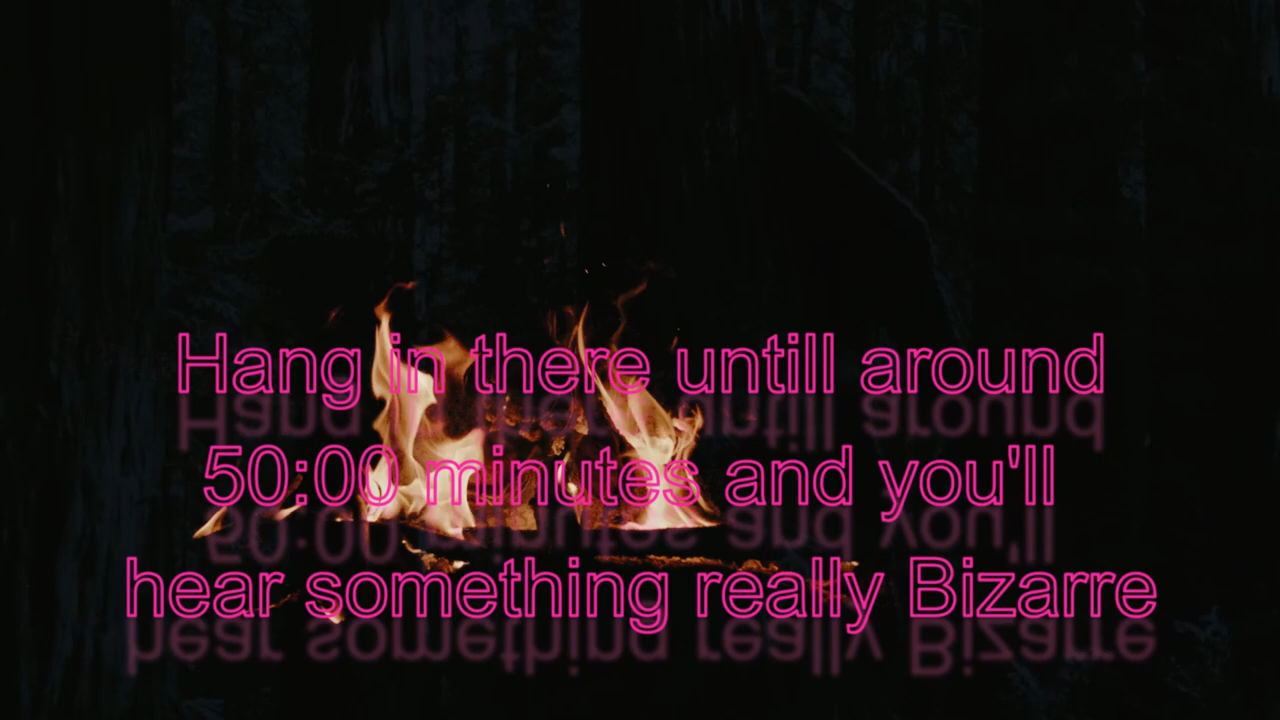 Hang in there untill around
50:00 minutes and you'll
hear something really Bizarre